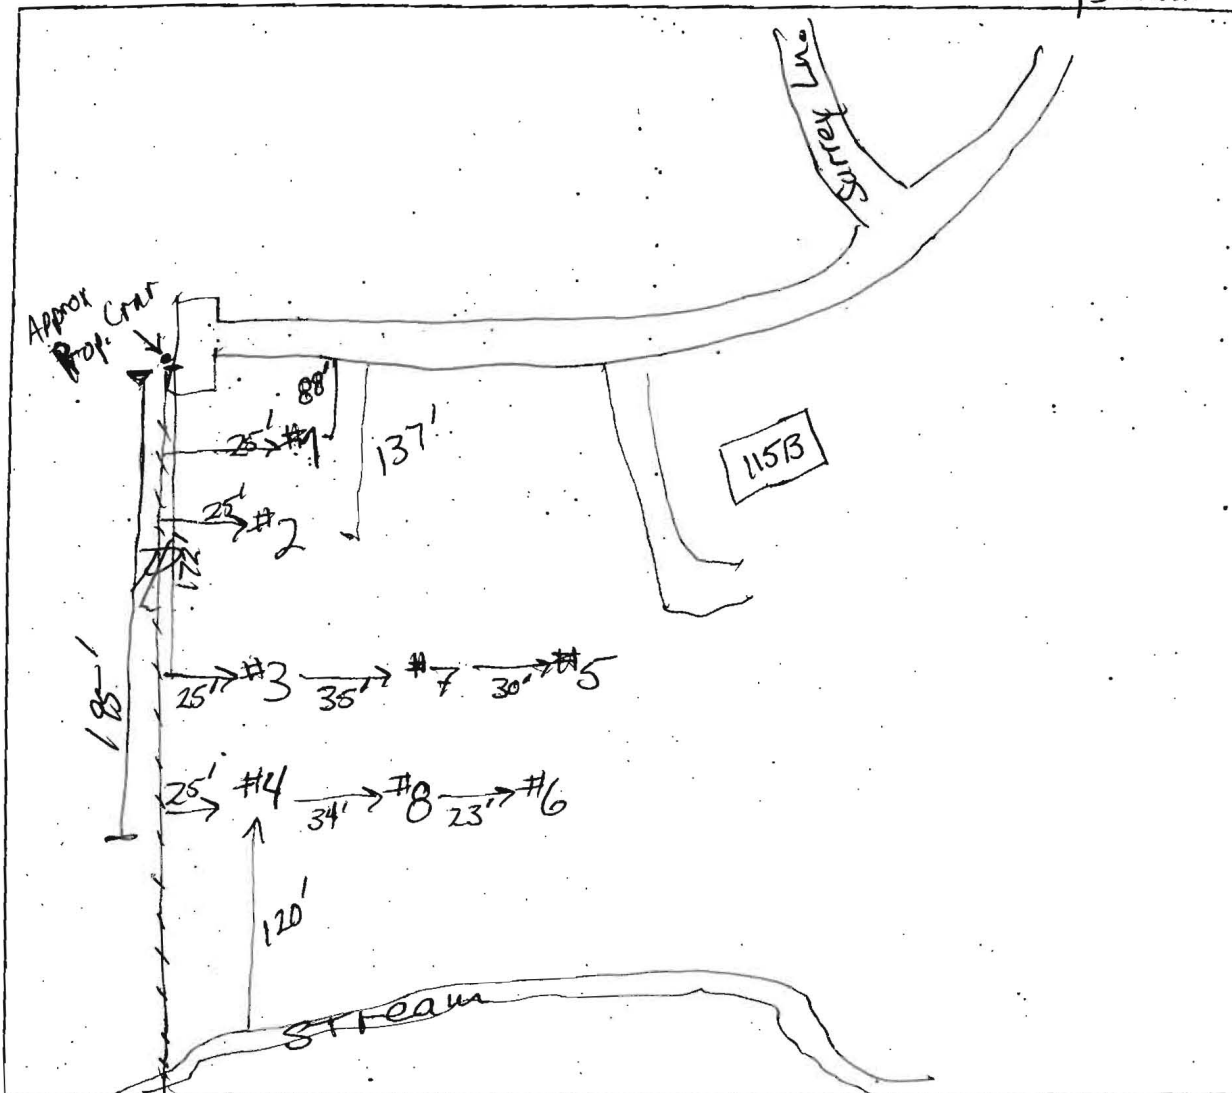 Surrey Ln.
Approx
Prop. Crnr
88'
25' #1
137'
115B
25' #2
172'
185'
25' #3 35' #7 30' #5
25' #4 34' #8 23' #6
120'
Stream